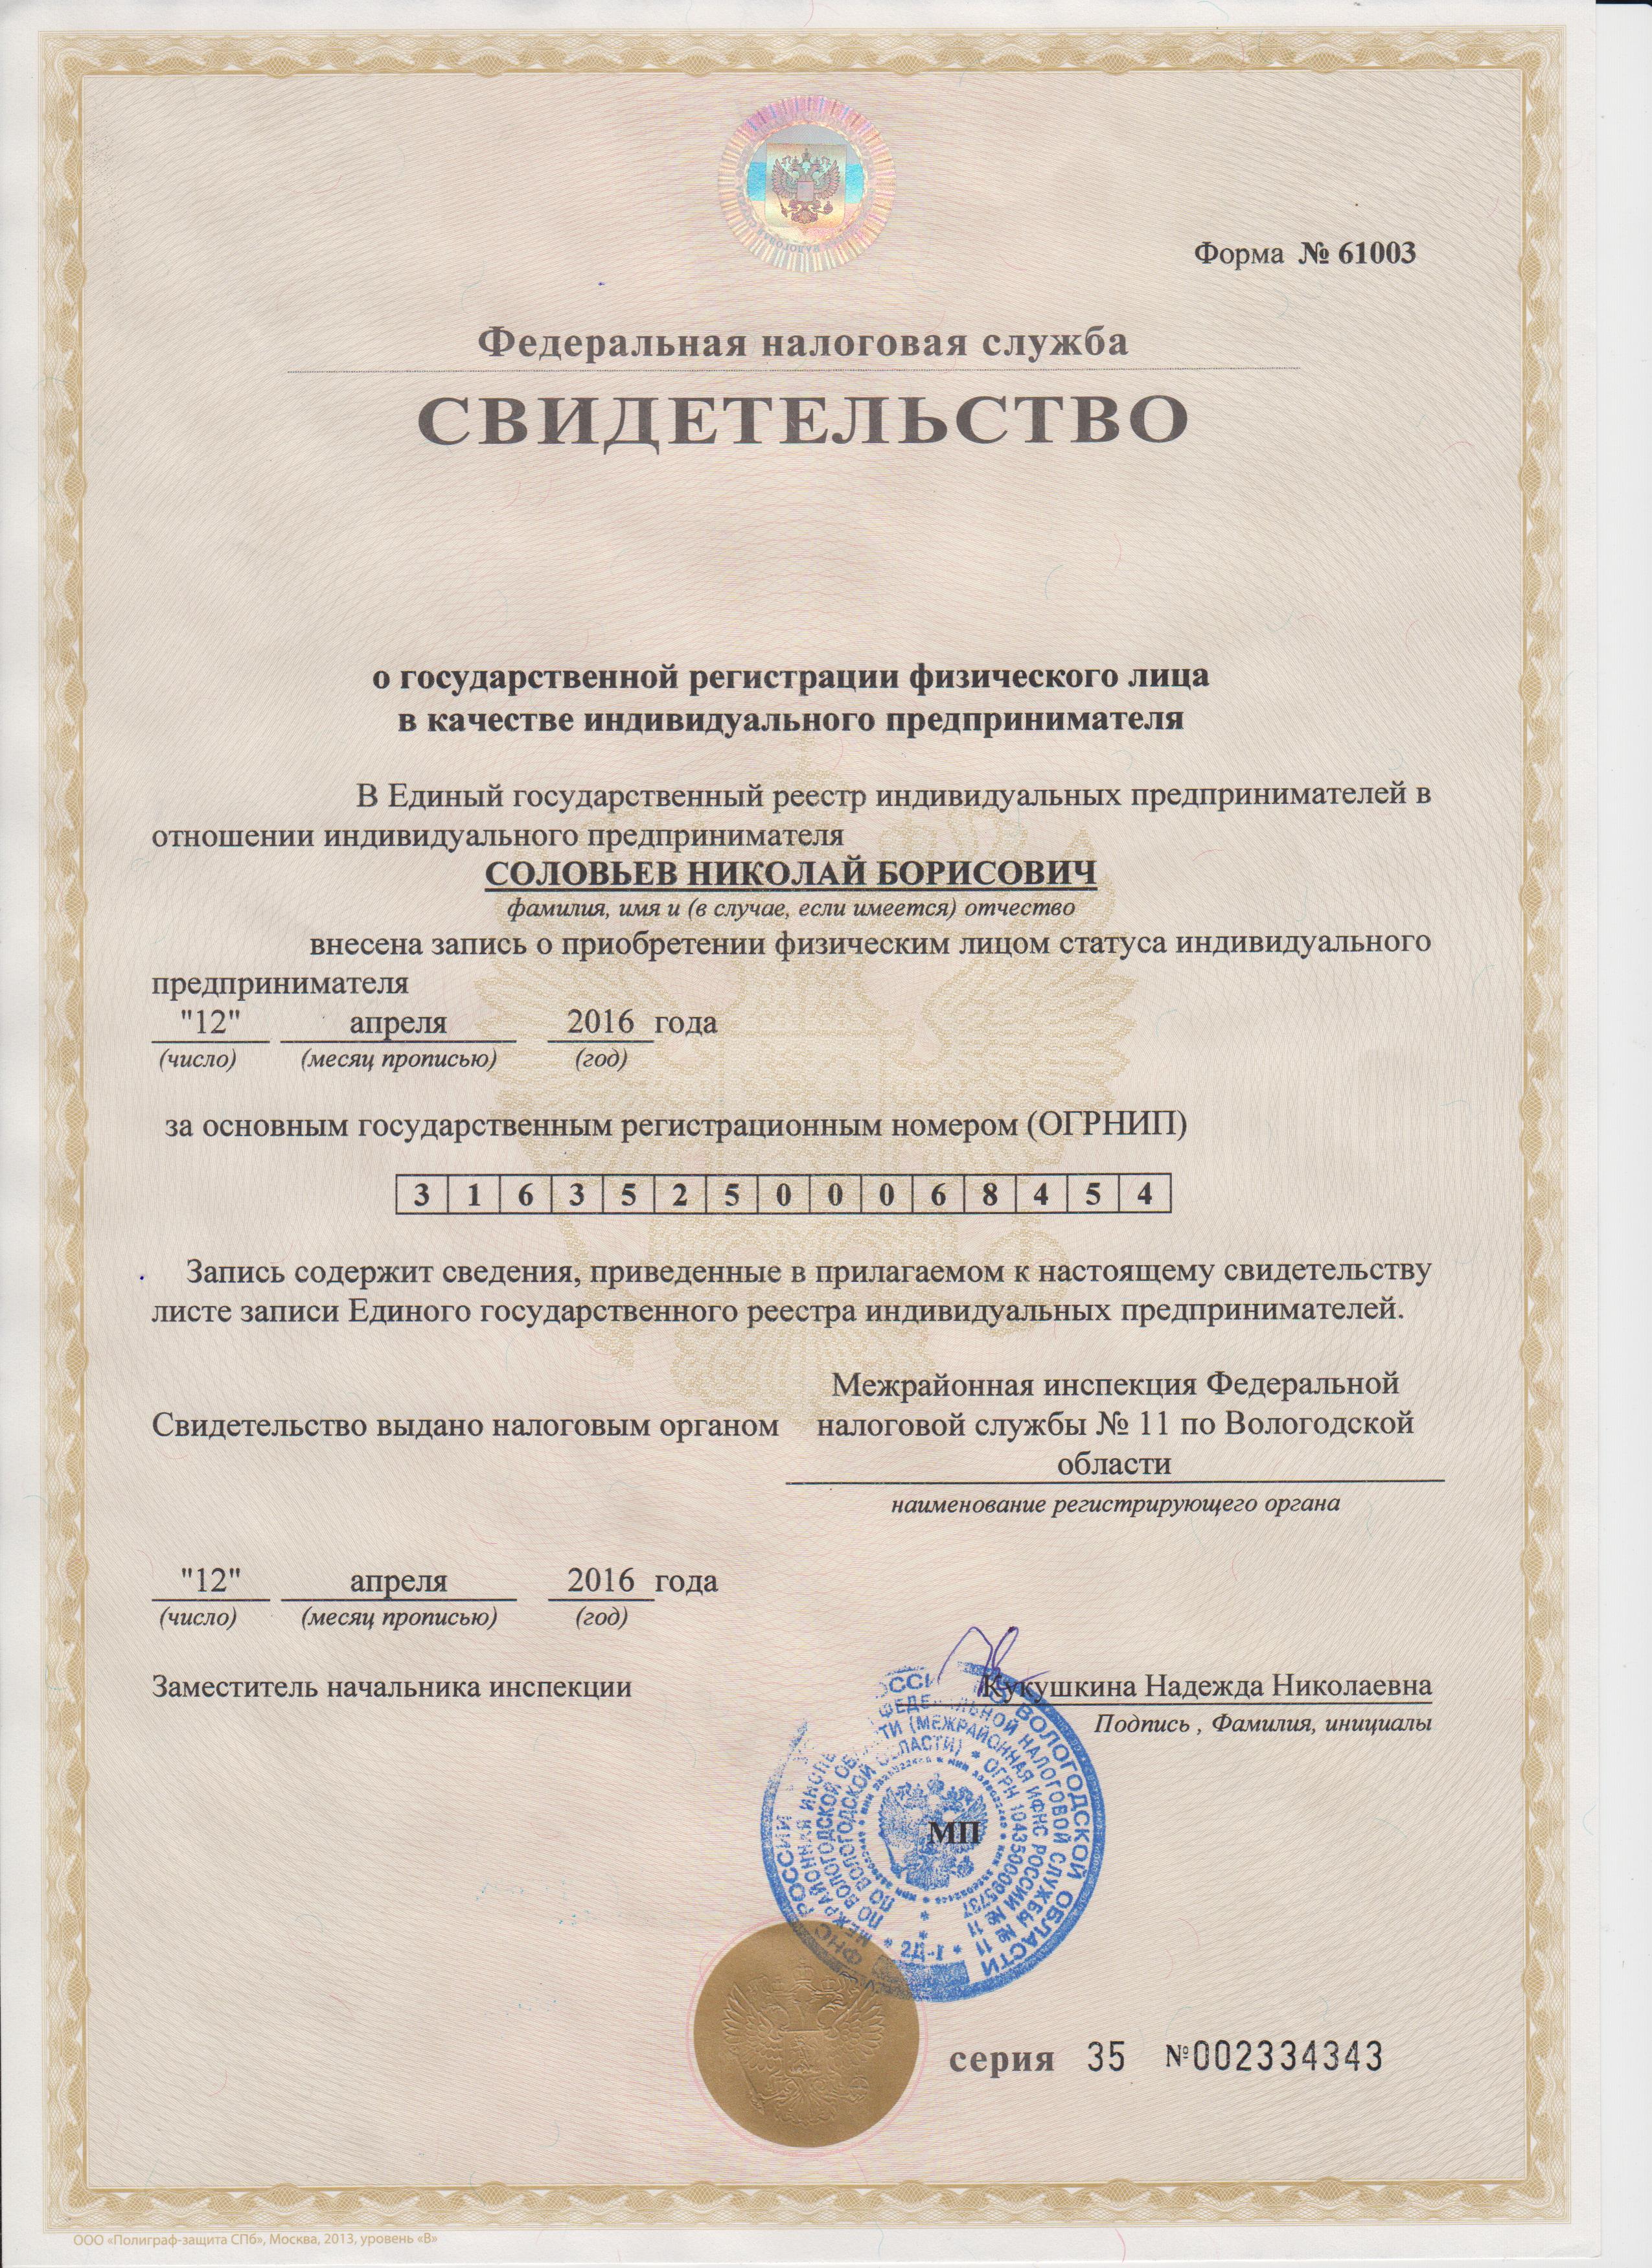 Форма № 61003
Федеральная налоговая служба
СВИДЕТЕЛЬСТВО
о государственной регистрации физического лица
в качестве индивидуального предпринимателя
В Единый государственный реестр индивидуальных предпринимателей в
отношении индивидуального предпринимателя
СОЛОВЬЕВ НИКОЛАЙ БОРИСОВИЧ
фамилия, имя и (в случае, если имеется) отчество
внесена запись о приобретении физическим лицом статуса индивидуального
предпринимателя
"12" апреля 2016 года
(число) (месяц прописью) (год)
за основным государственным регистрационным номером (ОГРНИП)
3 1 6 3 5 2 5 0 0 0 6 8 4 5 4
Запись содержит сведения, приведенные в прилагаемом к настоящему свидетельству
листе записи Единого государственного реестра индивидуальных предпринимателей.
Свидетельство выдано налоговым органом
Межрайонная инспекция Федеральной
налоговой службы № 11 по Вологодской
области
наименование регистрирующего органа
"12" апреля 2016 года
(число) (месяц прописью) (год)
Заместитель начальника инспекции
Кукушкина Надежда Николаевна
Подпись , Фамилия, инициалы
МП
серия 35 №002334343
ООО «Полиграф-защита СПб», Москва, 2013, уровень «В»